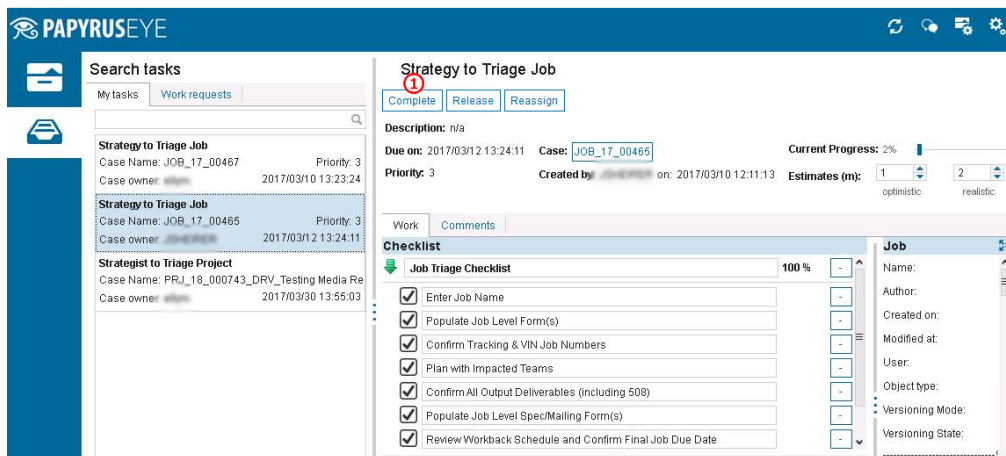 PAPYRUSEYE
Search tasks
My tasks Work requests
Strategy to Triage Job
Case Name: JOB_17_00467 Priority: 3
Case owner: 2017/03/10 13:23:24
Strategy to Triage Job
Case Name: JOB_17_00465 Priority: 3
Case owner: 2017/03/12 13:24:11
Strategist to Triage Project
Case Name: PRJ_18_000743_DRV_Testing Media Re
Case owner: 2017/03/30 13:55:03
Strategy to Triage Job
1
Complete Release Reassign
Description: n/a
Due on: 2017/03/12 13:24:11 Case: JOB_17_00465 Current Progress: 2%
Priority: 3 Created by on: 2017/03/10 12:11:13 Estimates (m): 1 2
optimistic realistic
Work Comments
Checklist
Job Triage Checklist 100 % -
Enter Job Name -
Populate Job Level Form(s) -
Confirm Tracking & VIN Job Numbers -
Plan with Impacted Teams -
Confirm All Output Deliverables (including 508) -
Populate Job Level Spec/Mailing Form(s) -
Review Workback Schedule and Confirm Final Job Due Date -
Job
Name:
Author:
Created on:
Modified at:
User:
Object type:
Versioning Mode:
Versioning State: